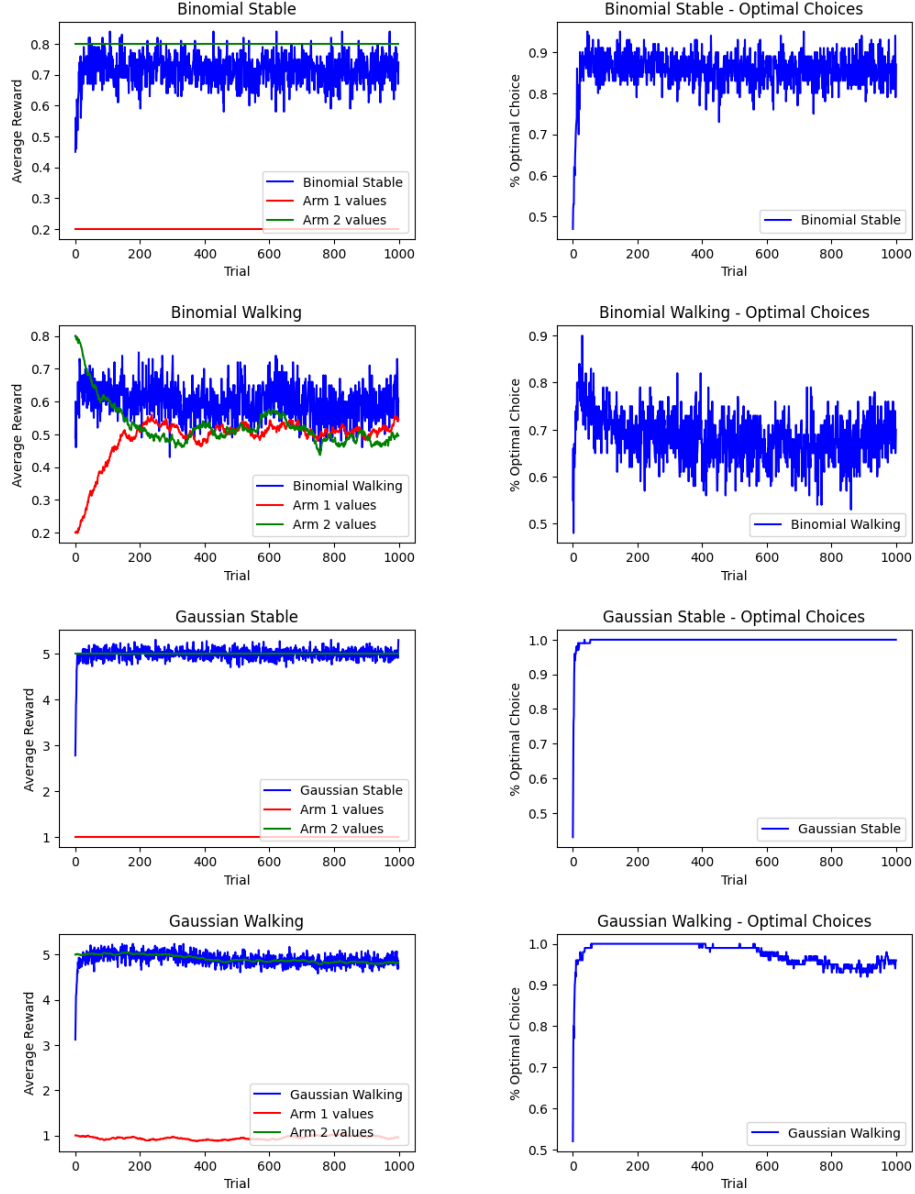 Binomial Stable
Average Reward
0.8
0.7
0.6
0.5
0.4
0.3
0.2
Binomial Stable
Arm 1 values
Arm 2 values
0 200 400 600 800 1000
Trial
Binomial Stable - Optimal Choices
% Optimal Choice
0.9
0.8
0.7
0.6
0.5
Binomial Stable
0 200 400 600 800 1000
Trial
Binomial Walking
Average Reward
0.8
0.7
0.6
0.5
0.4
0.3
0.2
Binomial Walking
Arm 1 values
Arm 2 values
0 200 400 600 800 1000
Trial
Binomial Walking - Optimal Choices
% Optimal Choice
0.9
0.8
0.7
0.6
0.5
Binomial Walking
0 200 400 600 800 1000
Trial
Gaussian Stable
Average Reward
5
4
3
2
1
Gaussian Stable
Arm 1 values
Arm 2 values
0 200 400 600 800 1000
Trial
Gaussian Stable - Optimal Choices
% Optimal Choice
1.0
0.9
0.8
0.7
0.6
0.5
Gaussian Stable
0 200 400 600 800 1000
Trial
Gaussian Walking
Average Reward
5
4
3
2
1
Gaussian Walking
Arm 1 values
Arm 2 values
0 200 400 600 800 1000
Trial
Gaussian Walking - Optimal Choices
% Optimal Choice
1.0
0.9
0.8
0.7
0.6
0.5
Gaussian Walking
0 200 400 600 800 1000
Trial